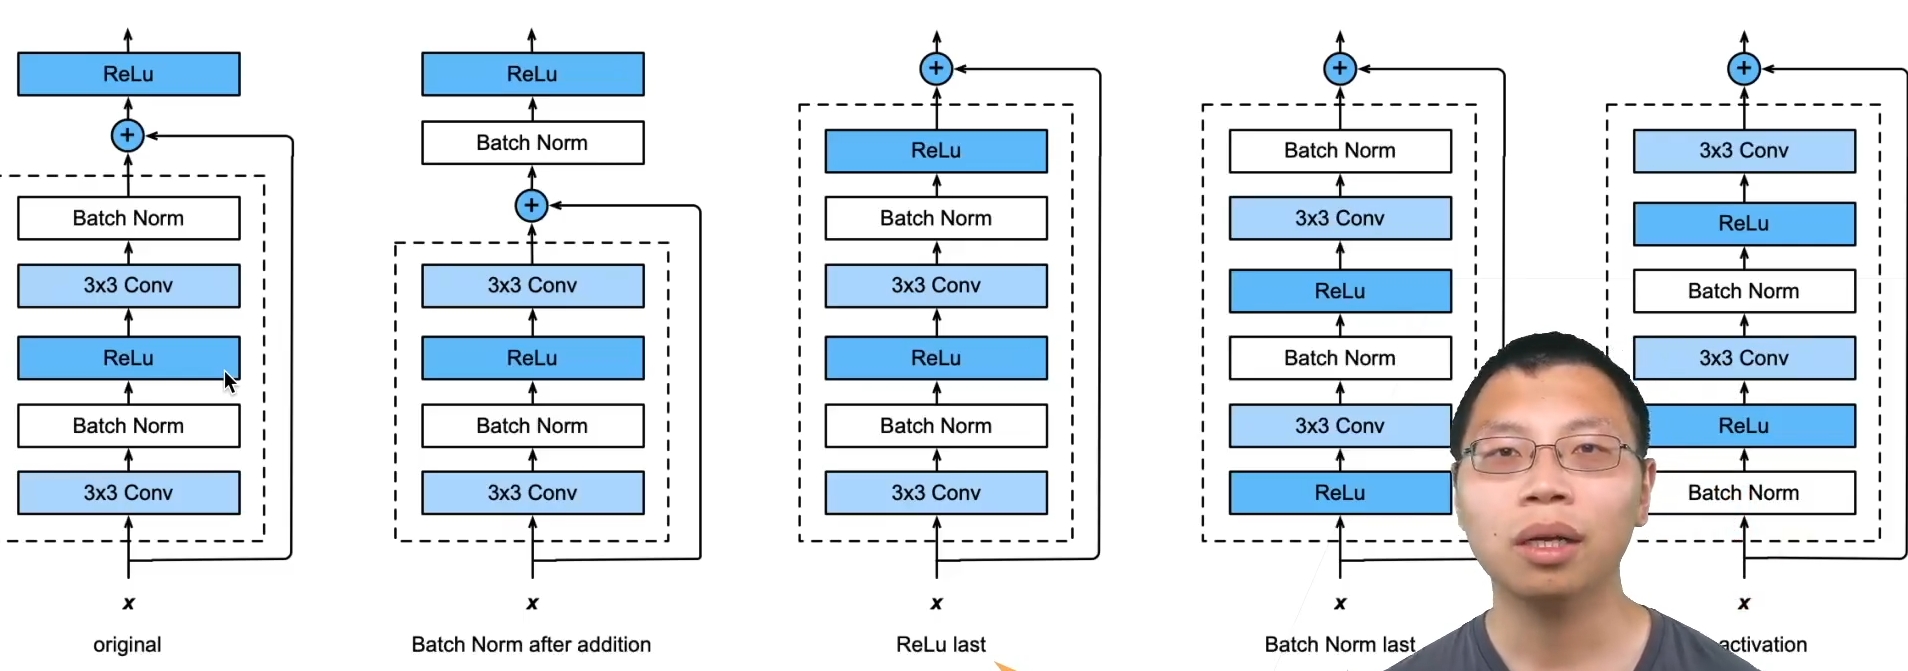 ReLu
+
Batch Norm
3x3 Conv
ReLu
Batch Norm
3x3 Conv
x
original
ReLu
Batch Norm
+
3x3 Conv
ReLu
Batch Norm
3x3 Conv
x
Batch Norm after addition
+
ReLu
Batch Norm
3x3 Conv
ReLu
Batch Norm
3x3 Conv
x
ReLu last
+
Batch Norm
3x3 Conv
ReLu
Batch Norm
3x3 Conv
ReLu
x
Batch Norm last
+
3x3 Conv
ReLu
Batch Norm
3x3 Conv
ReLu
Batch Norm
x
activation